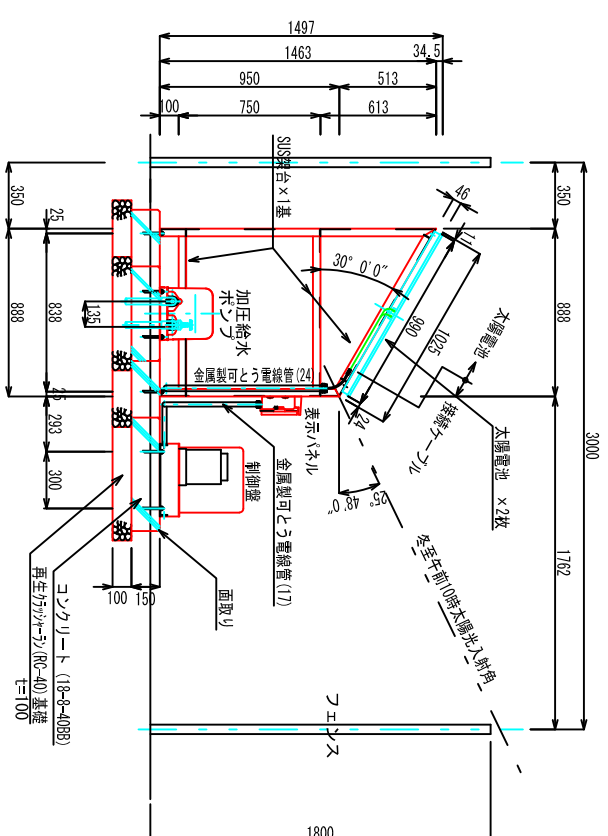 1497
1463
34.5
950
513
100
750
613
350
25
888
838
135
25
293
300
350
888
3000
1762
46
11
30° 0′0″
990
1025
24
25° 48′0″
SUS架台×1基
加圧給水
ポンプ
金属製可とう電線管(24)
表示パネル
制御盤
金属製可とう電線管(17)
太陽電池
接続ケーブル
太陽電池 ×2枚
冬至午前10時太陽光入射角
面取り
100
150
コンクリート (18-8-40BB)
再生クラッシャーラン(RC-40)基礎
t=100
フェンス
1800